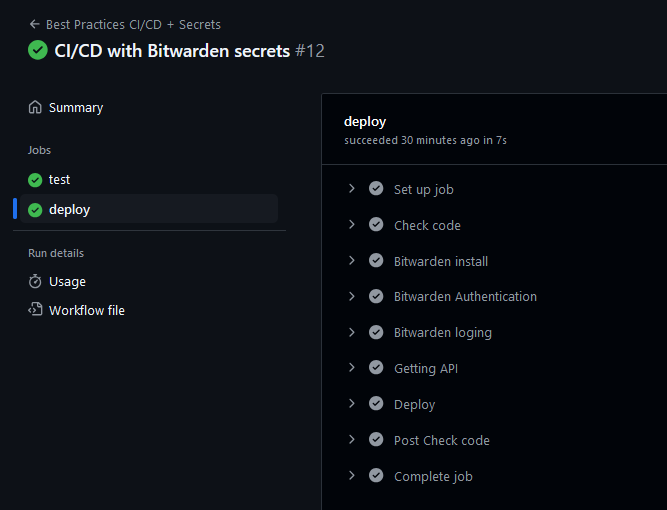 Best Practices CI/CD + Secrets
CI/CD with Bitwarden secrets #12
Summary
Jobs
test
deploy
Run details
Usage
Workflow file
deploy
succeeded 30 minutes ago in 7s
Set up job
Check code
Bitwarden install
Bitwarden Authentication
Bitwarden loging
Getting API
Deploy
Post Check code
Complete job